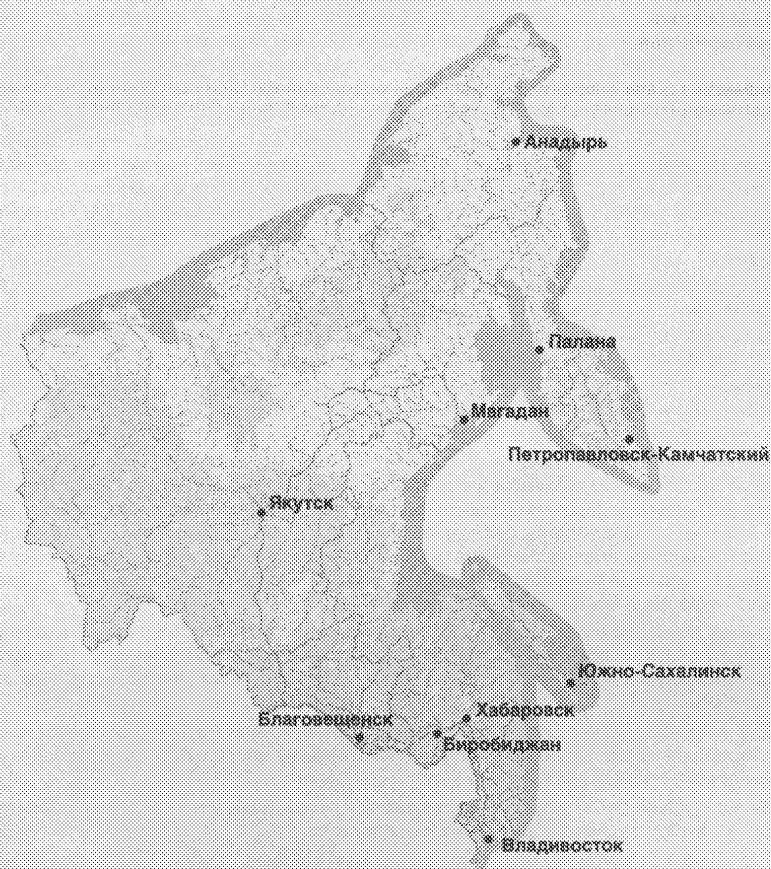 Анадырь
Палана
Магадан
Петропавловск-Камчатский
Якутск
Южно-Сахалинск
Хабаровск
Благовещенск
Биробиджан
Владивосток